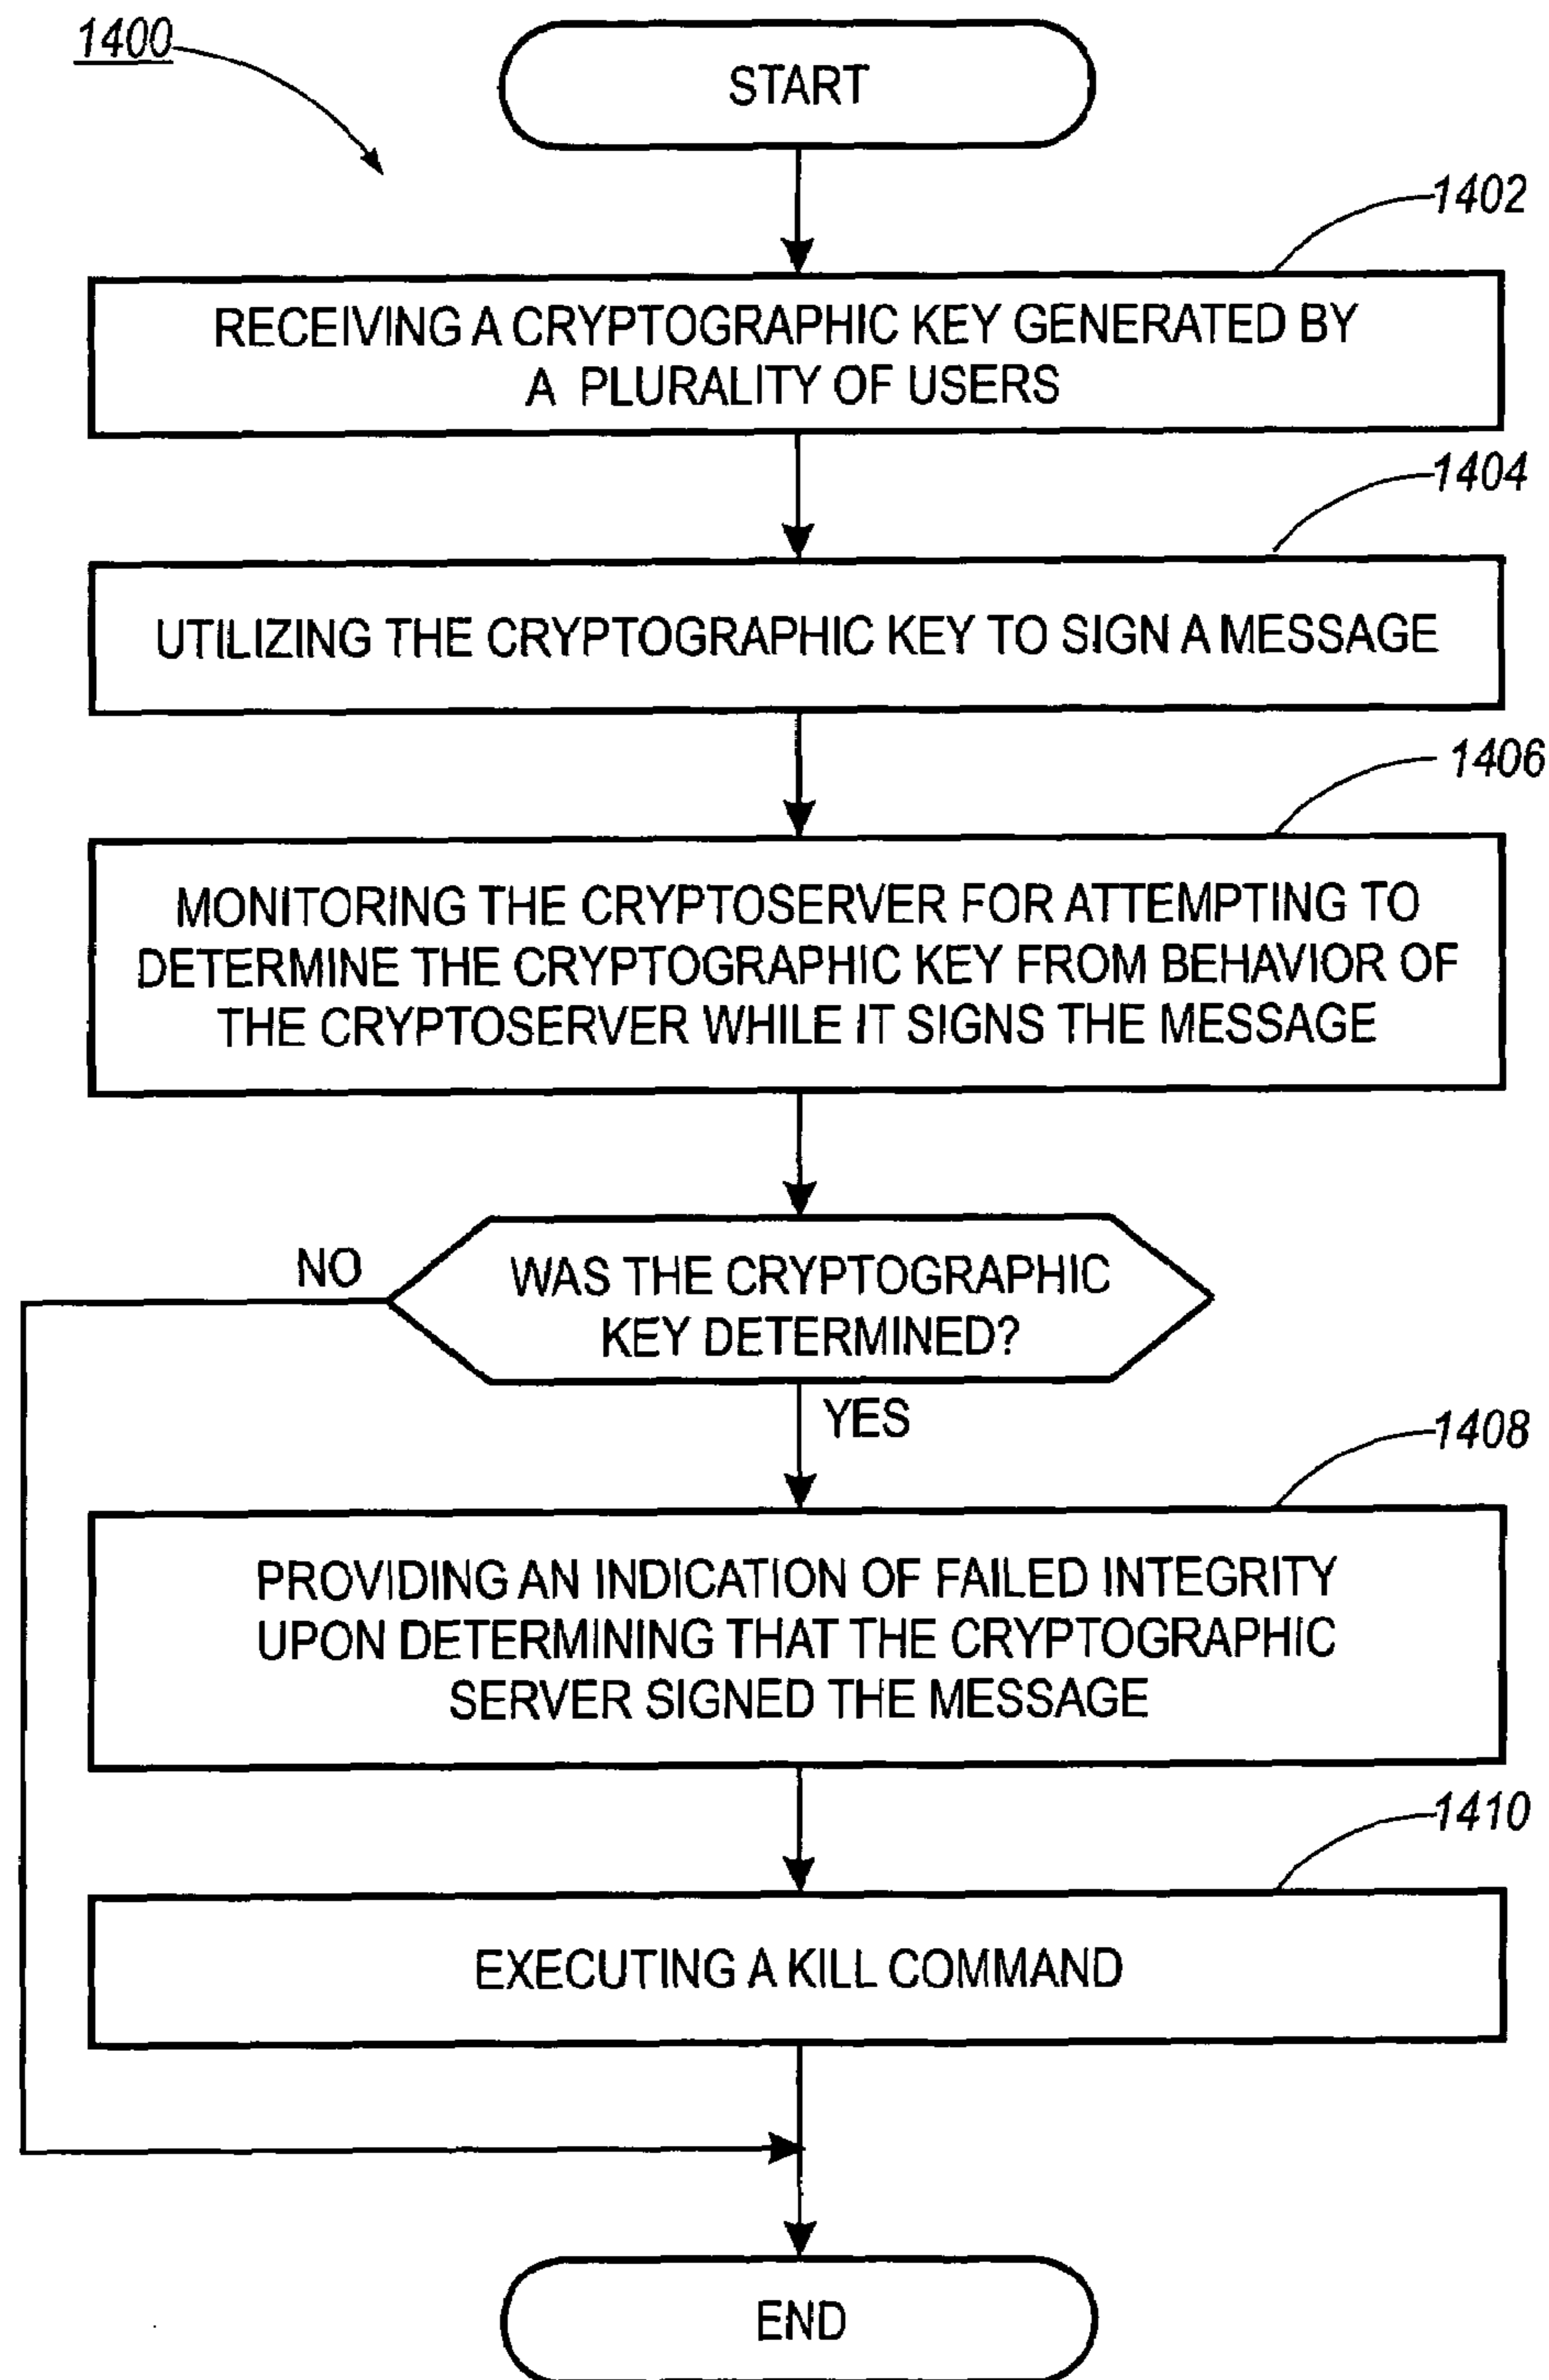 1400
START
1402
RECEIVING A CRYPTOGRAPHIC KEY GENERATED BY
A PLURALITY OF USERS
1404
UTILIZING THE CRYPTOGRAPHIC KEY TO SIGN A MESSAGE
1406
MONITORING THE CRYPTOSERVER FOR ATTEMPTING TO
DETERMINE THE CRYPTOGRAPHIC KEY FROM BEHAVIOR OF
THE CRYPTOSERVER WHILE IT SIGNS THE MESSAGE
NO
WAS THE CRYPTOGRAPHIC
KEY DETERMINED?
YES
1408
PROVIDING AN INDICATION OF FAILED INTEGRITY
UPON DETERMINING THAT THE CRYPTOGRAPHIC
SERVER SIGNED THE MESSAGE
1410
EXECUTING A KILL COMMAND
END